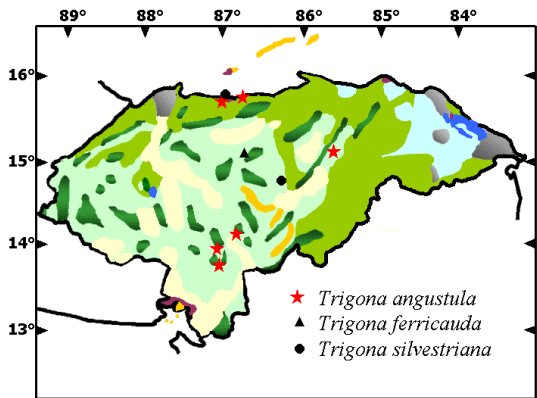 89° 88° 87° 86° 85° 84°
16°
15°
14°
Trigona angustula
Trigona ferricauda
13°
Trigona silvestriana